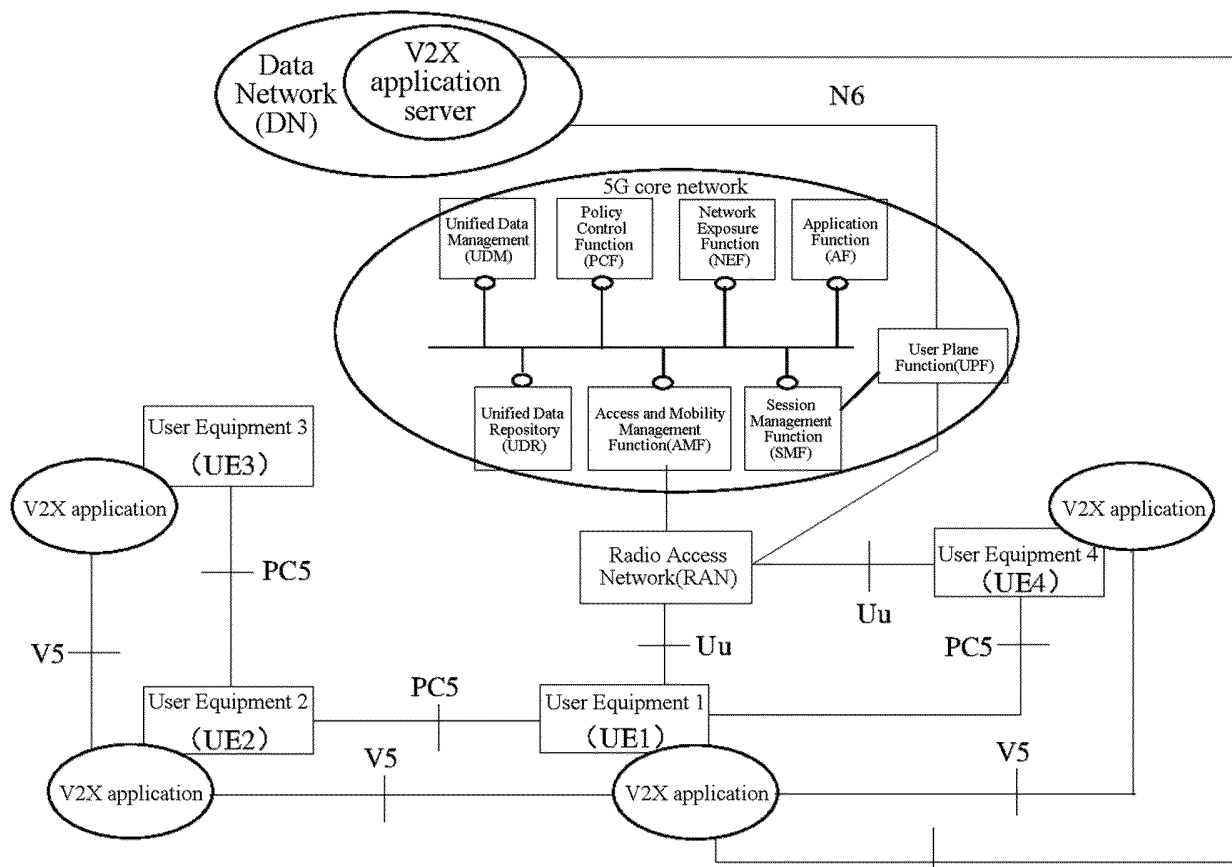 V2X
application
server
Data
Network
(DN)
N6
5G core network
Unified Data
Management
(UDM)
Policy
Control
Function
(PCF)
Network
Exposure
Function
(NEF)
Application
Function
(AF)
User Plane
Function(UPF)
Unified Data
Repository
(UDR)
Access and Mobility
Management
Function(AMF)
Session
Management
Function
(SMF)
User Equipment 3
(UE3)
V2X application
V2X application
Radio Access
Network(RAN)
User Equipment 4
(UE4)
PC5
Uu
V5
Uu
PC5
PC5
User Equipment 2
(UE2)
User Equipment 1
(UE1)
V5
V5
V2X application
V2X application